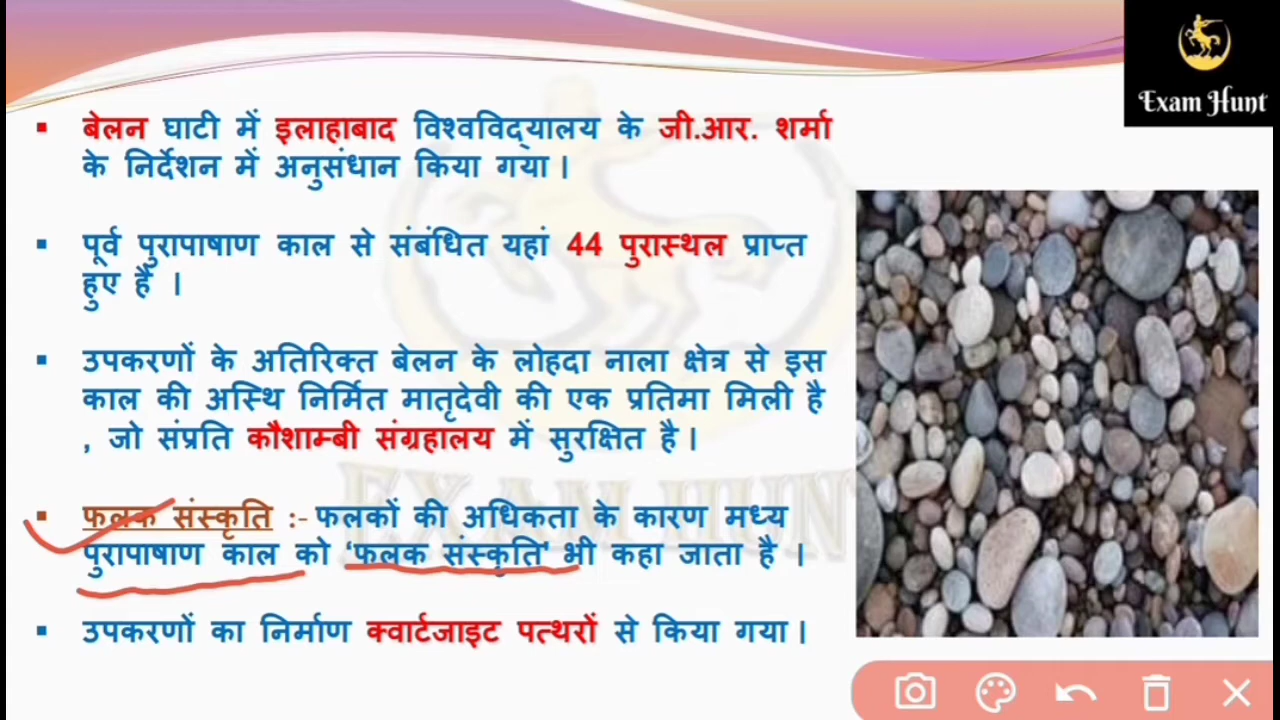 Exam Hunt
बेलन घाटी में इलाहाबाद विश्वविद्यालय के जी.आर. शर्मा
के निर्देशन में अनुसंधान किया गया ।
पूर्व पुरापाषाण काल से संबंधित यहां 44 पुरास्थल प्राप्त
हुए हैं ।
उपकरणों के अतिरिक्त बेलन के लोहदा नाला क्षेत्र से इस
काल की अस्थि निर्मित मातृदेवी की एक प्रतिमा मिली है
, जो संप्रति कौशाम्बी संग्रहालय में सुरक्षित है ।
फलक संस्कृति :- फलकों की अधिकता के कारण मध्य
पुरापाषाण काल को ‘फलक संस्कृति’ भी कहा जाता है ।
उपकरणों का निर्माण क्वार्टजाइट पत्थरों से किया गया ।
EXAM HUNT